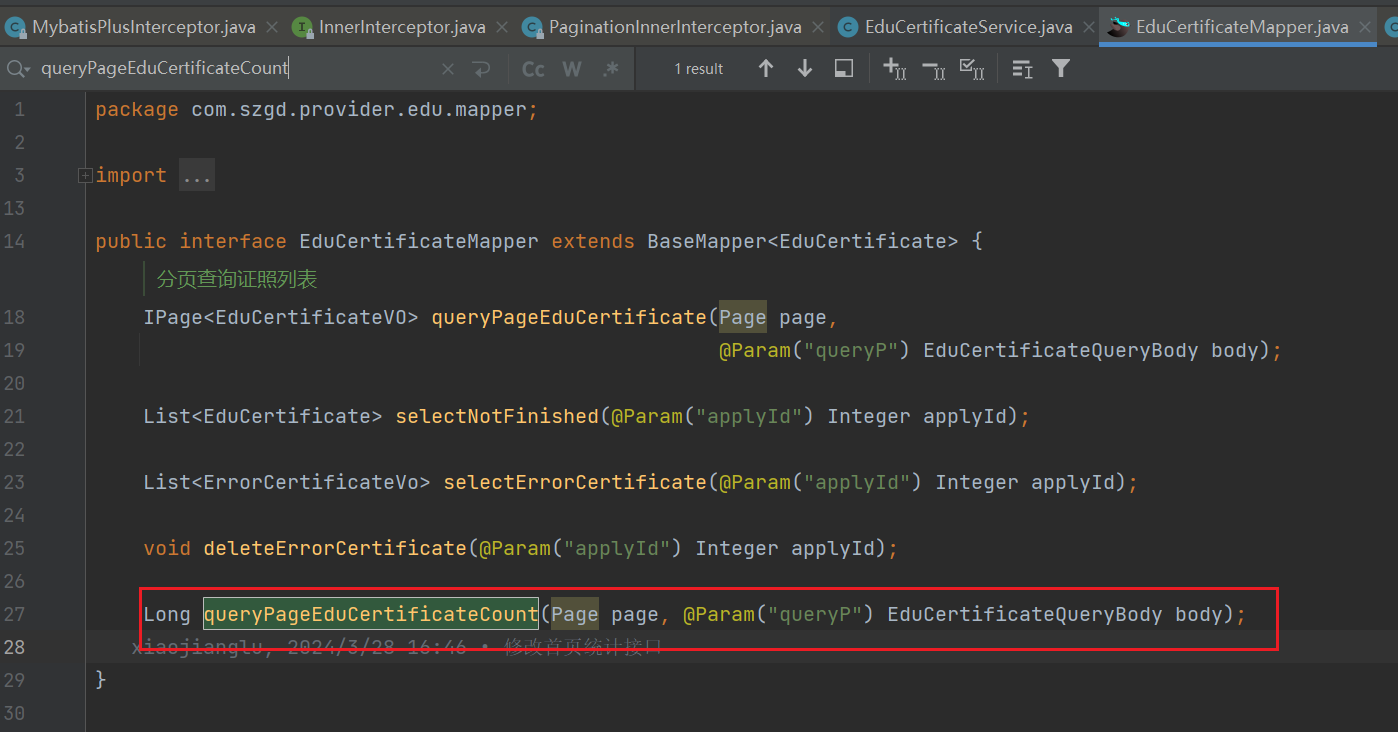 MybatisPlusInterceptor.java InnerInterceptor.java PaginationInnerInterceptor.java EduCertificateService.java EduCertificateMapper.java
queryPageEduCertificateCount Cc W .* 1 result
1 package com.szgd.provider.edu.mapper;
2
3 import ...
13
14 public interface EduCertificateMapper extends BaseMapper<EduCertificate> {
分页查询证照列表
18 IPage<EduCertificateVO> queryPageEduCertificate(Page page,
19 @Param("queryP") EduCertificateQueryBody body);
20
21 List<EduCertificate> selectNotFinished(@Param("applyId") Integer applyId);
22
23 List<ErrorCertificateVo> selectErrorCertificate(@Param("applyId") Integer applyId);
24
25 void deleteErrorCertificate(@Param("applyId") Integer applyId);
26
27 Long queryPageEduCertificateCount(Page page, @Param("queryP") EduCertificateQueryBody body);
28 xiaojianglu, 2024/3/28 16:46 • 修改首页统计接口
29 }
30